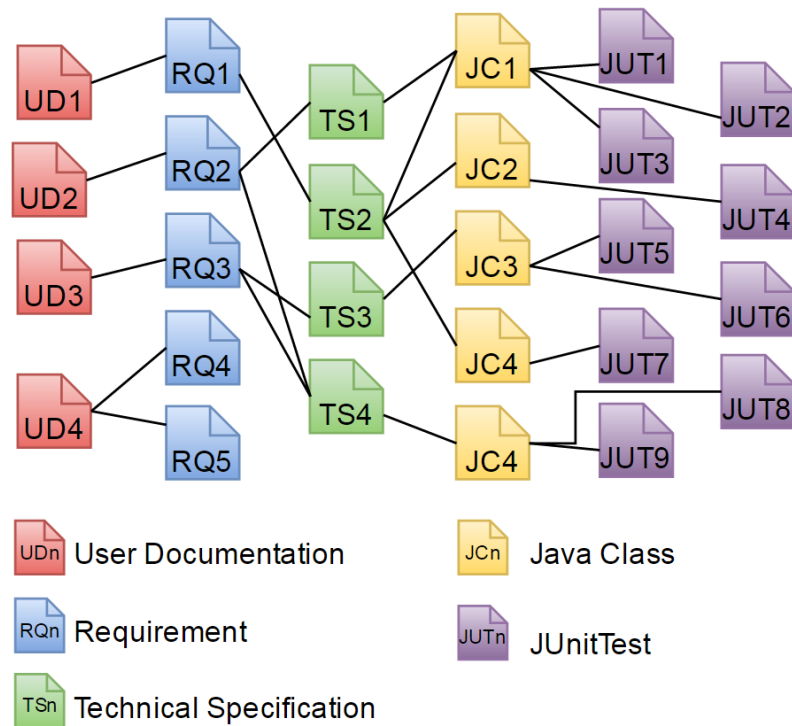 UD1
UD2
UD3
UD4
RQ1
RQ2
RQ3
RQ4
RQ5
TS1
TS2
TS3
TS4
JC1
JC2
JC3
JC4
JC4
JUT1
JUT2
JUT3
JUT4
JUT5
JUT6
JUT7
JUT8
JUT9
UDn User Documentation
RQn Requirement
TSn Technical Specification
JCn Java Class
JUTn JUnitTest